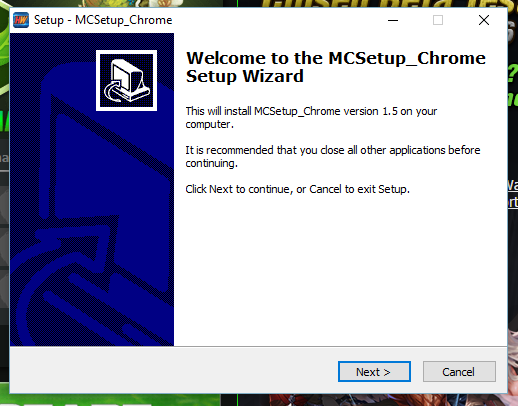 Setup - MCSetup_Chrome
Welcome to the MCSetup_Chrome
Setup Wizard
This will install MCSetup_Chrome version 1.5 on your
computer.
It is recommended that you close all other applications before
continuing.
Click Next to continue, or Cancel to exit Setup.
Next >
Cancel